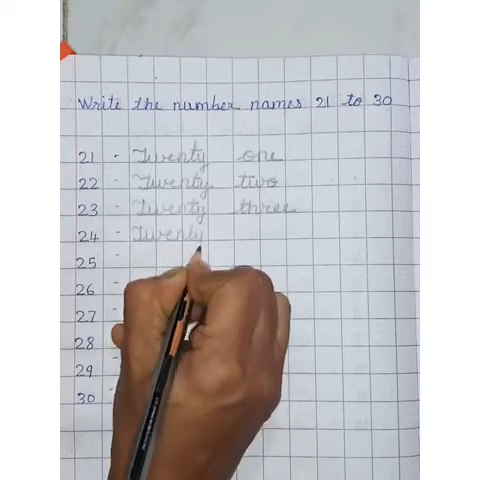 Write the number names 21 to 30
21 - Twenty one
22 - Twenty two
23 - Twenty three
24 - Twenty
25 -
26 -
27 -
28 -
29 -
30 -